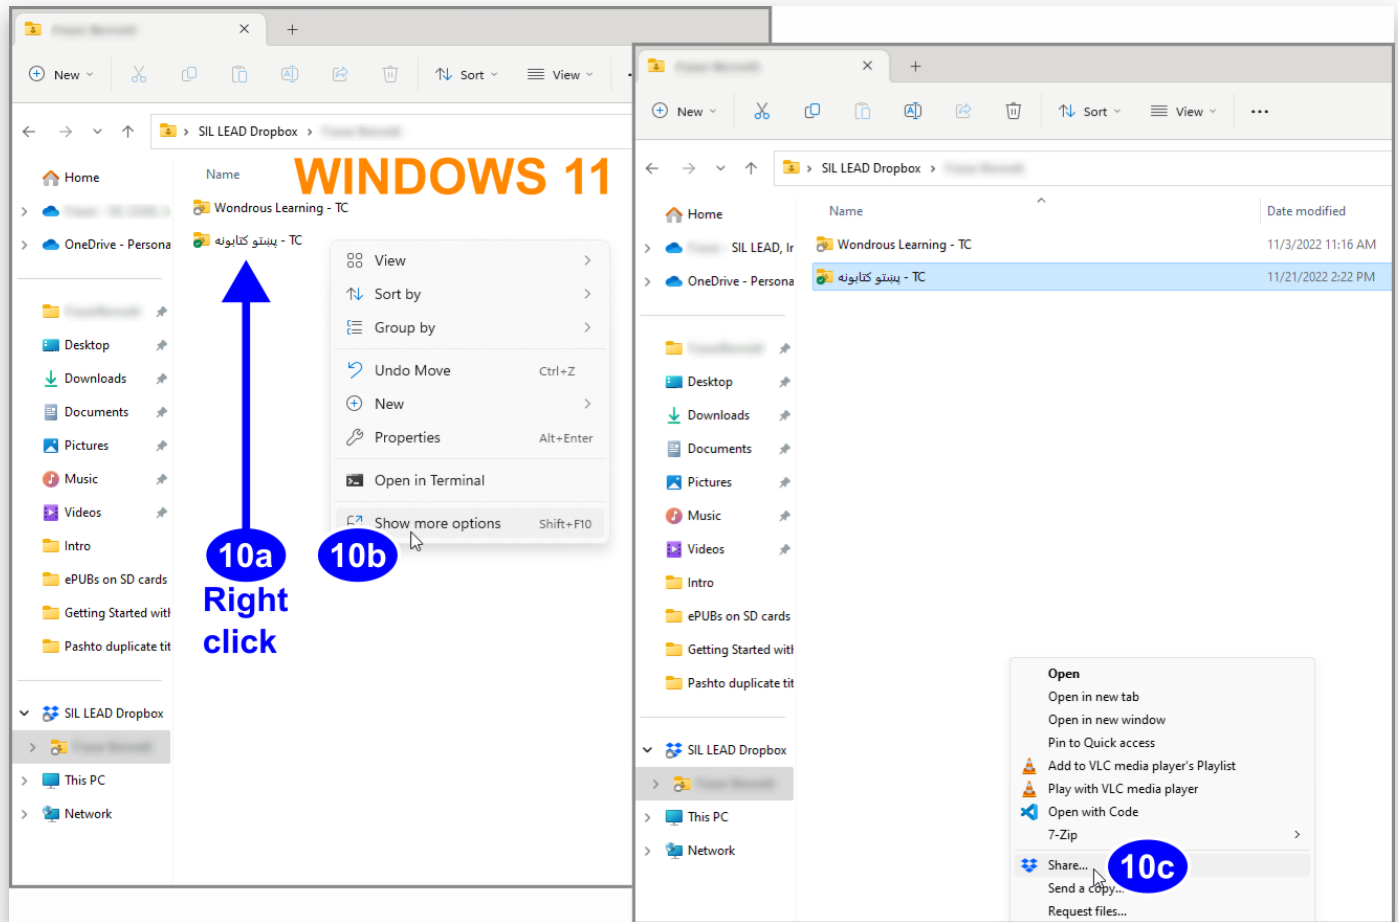 New
Sort
View
SIL LEAD Dropbox
WINDOWS 11
Home
OneDrive - Persona
Desktop
Downloads
Documents
Pictures
Music
Videos
Intro
ePUBs on SD cards
Getting Started with
Pashto duplicate tit
SIL LEAD Dropbox
This PC
Network
Name
Wondrous Learning - TC
پښتو کتابونه - TC
View
Sort by
Group by
Undo Move Ctrl+Z
New
Properties Alt+Enter
Open in Terminal
Show more options Shift+F10
10a
10b
Right
click
New
Sort
View
SIL LEAD Dropbox
Home
SIL LEAD, Ir
OneDrive - Persona
Desktop
Downloads
Documents
Pictures
Music
Videos
Intro
ePUBs on SD cards
Getting Started with
Pashto duplicate tit
SIL LEAD Dropbox
This PC
Network
Name Date modified
Wondrous Learning - TC 11/3/2022 11:16 AM
پښتو کتابونه - TC 11/21/2022 2:22 PM
Open
Open in new tab
Open in new window
Pin to Quick access
Add to VLC media player's Playlist
Play with VLC media player
Open with Code
7-Zip
Share...
10c
Send a copy...
Request files...